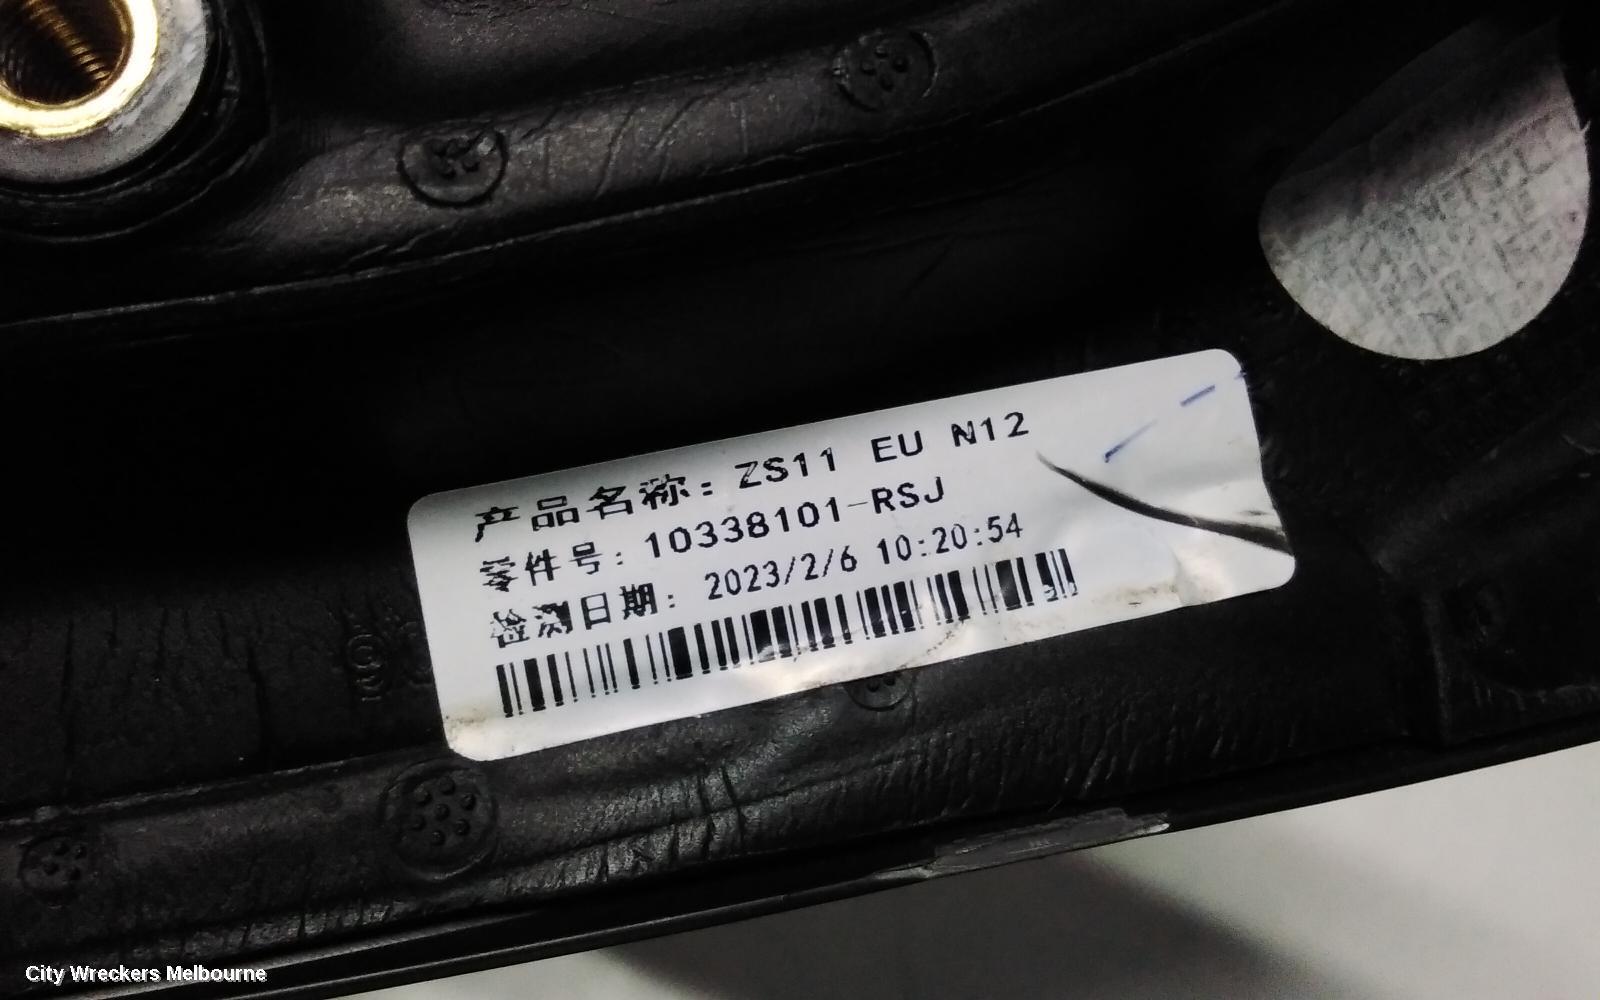 产品名称: ZS11 EU N12
零件号: 10338101-RSJ
检测日期: 2023/2/6 10:20:54
City Wreckers Melbourne